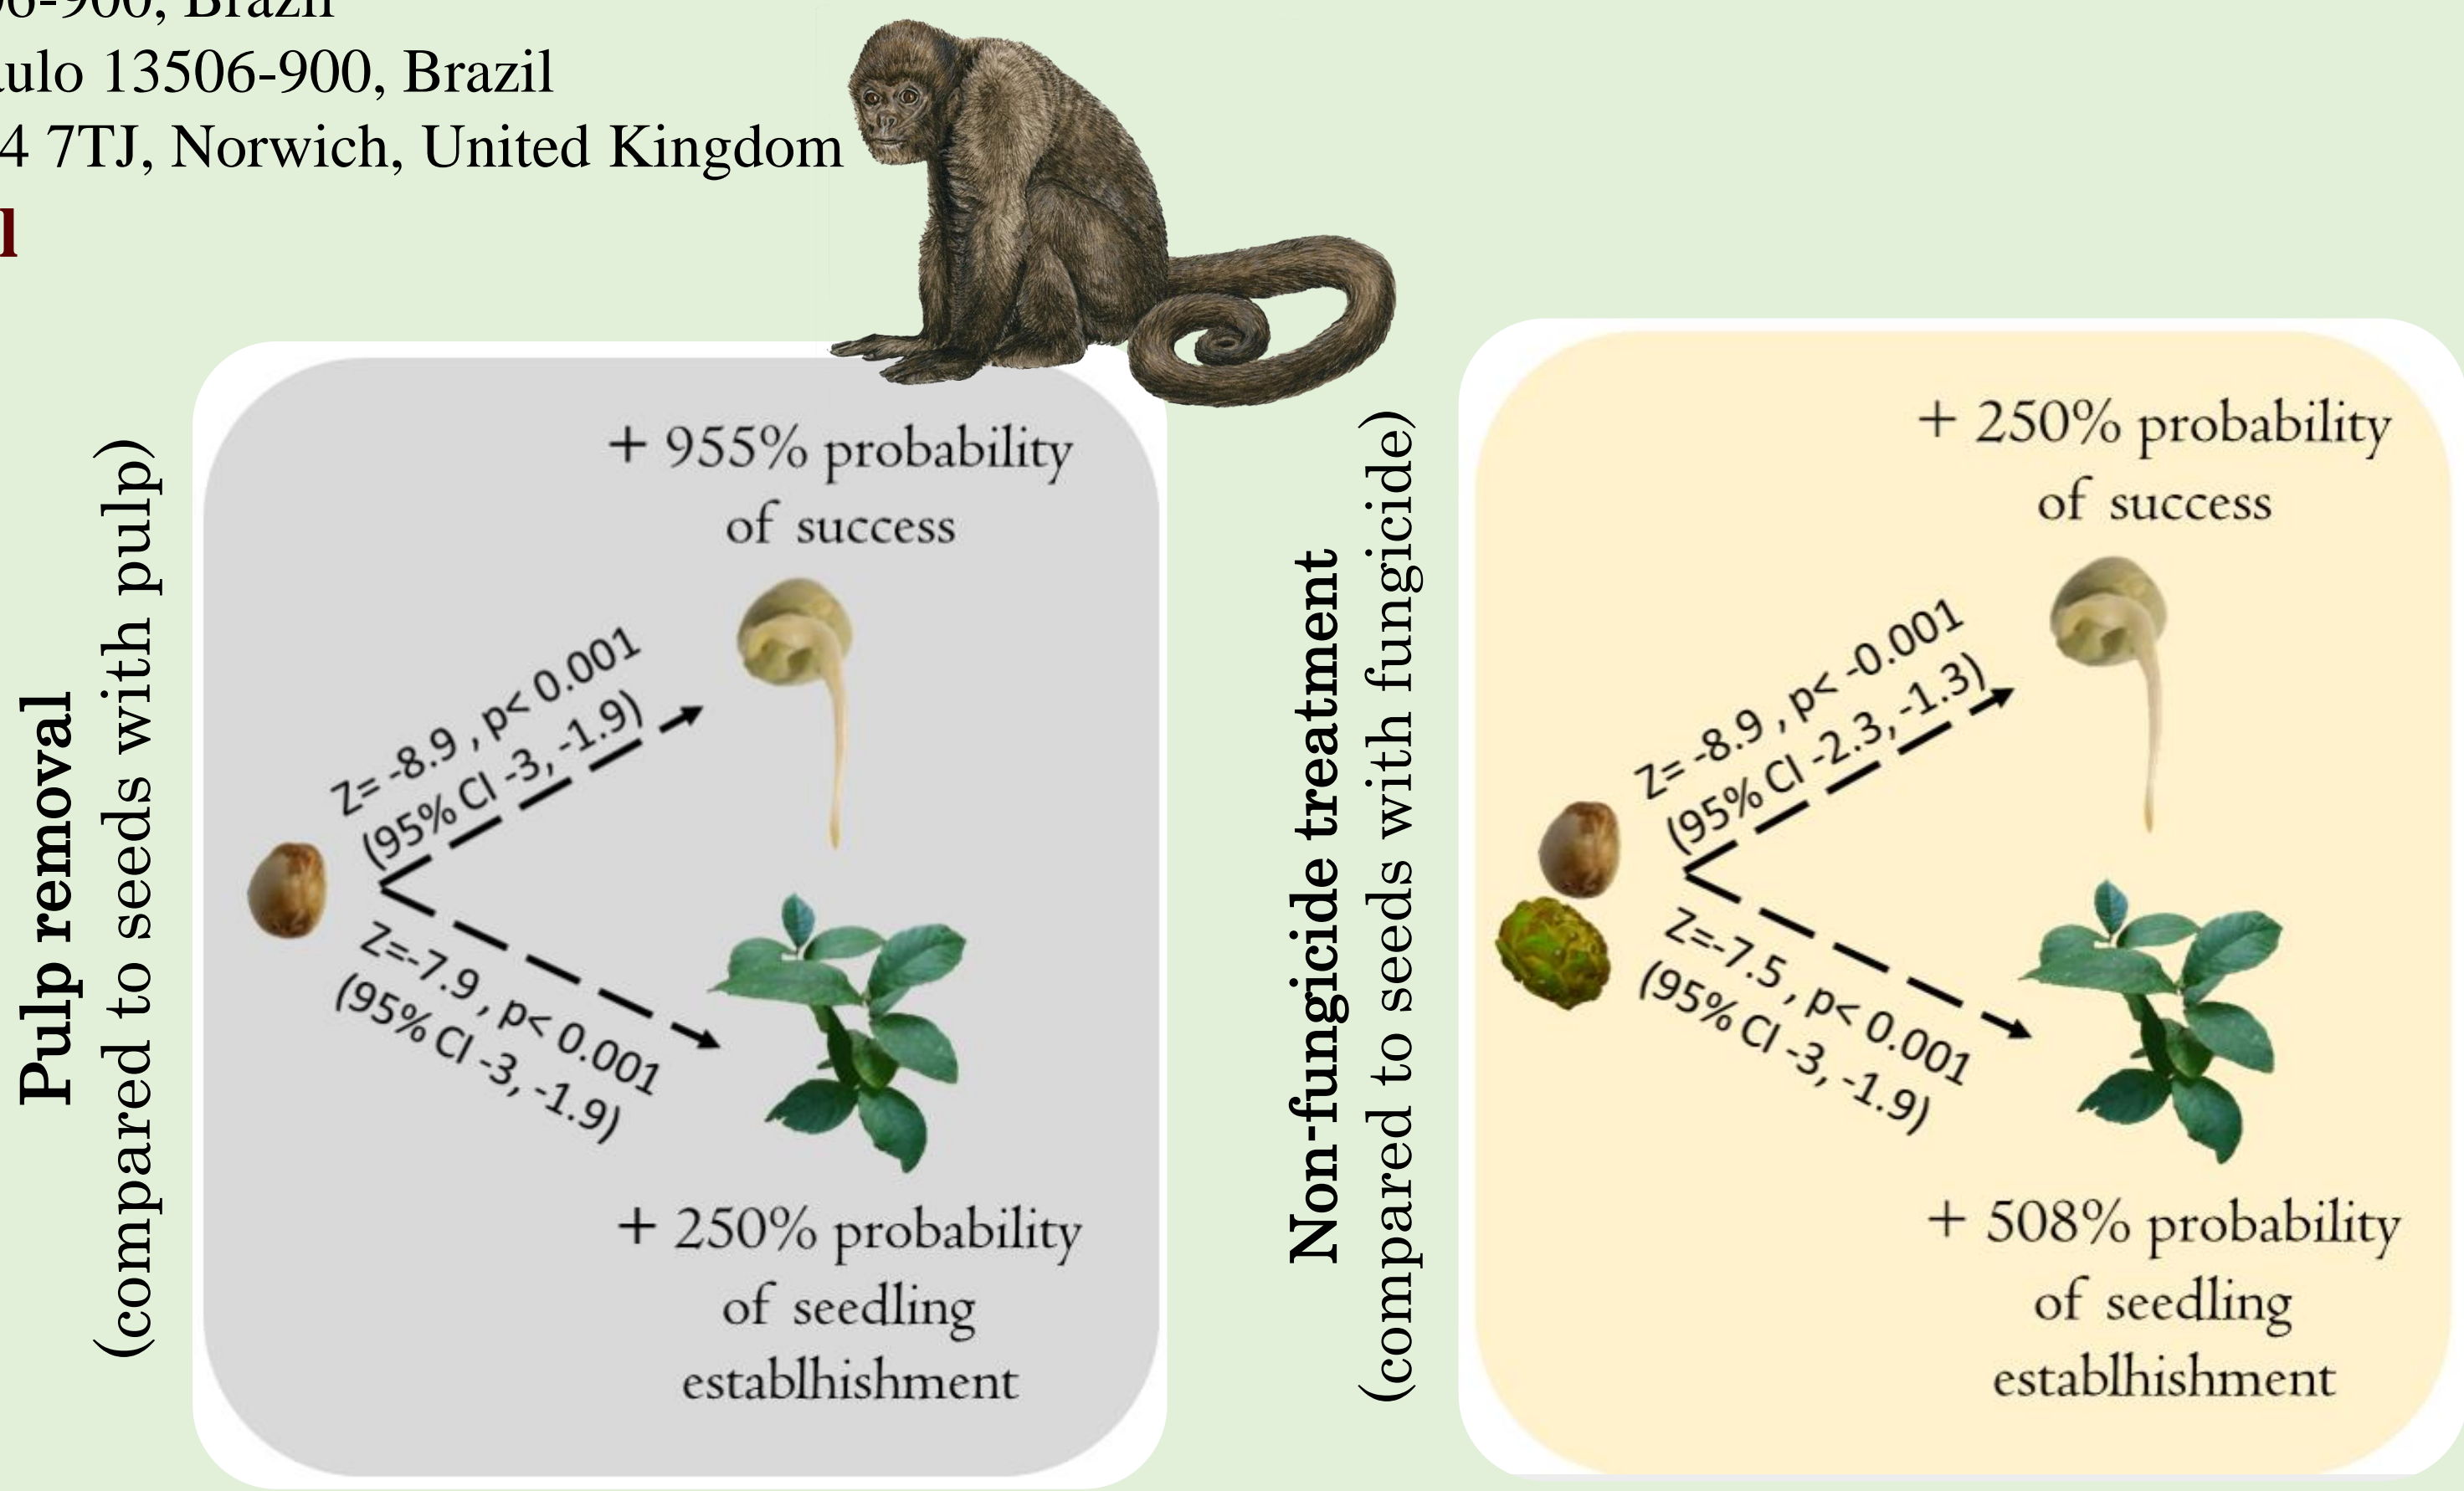 06-900, Brazil
aulo 13506-900, Brazil
4 7TJ, Norwich, United Kingdom
l
Pulp removal
(compared to seeds with pulp)
+ 955% probability
of success
Z= -8.9 , p< 0.001
(95% CI -3, -1.9)
Z=-7.9 , p< 0.001
(95% CI -3, -1.9)
+ 250% probability
of seedling
establhishment
Non-fungicide treatment
(compared to seeds with fungicide)
+ 250% probability
of success
Z= -8.9 , p< -0.001
(95% CI -2.3, -1.3)
Z=-7.5 , p< 0.001
(95% CI -3, -1.9)
+ 508% probability
of seedling
establhishment